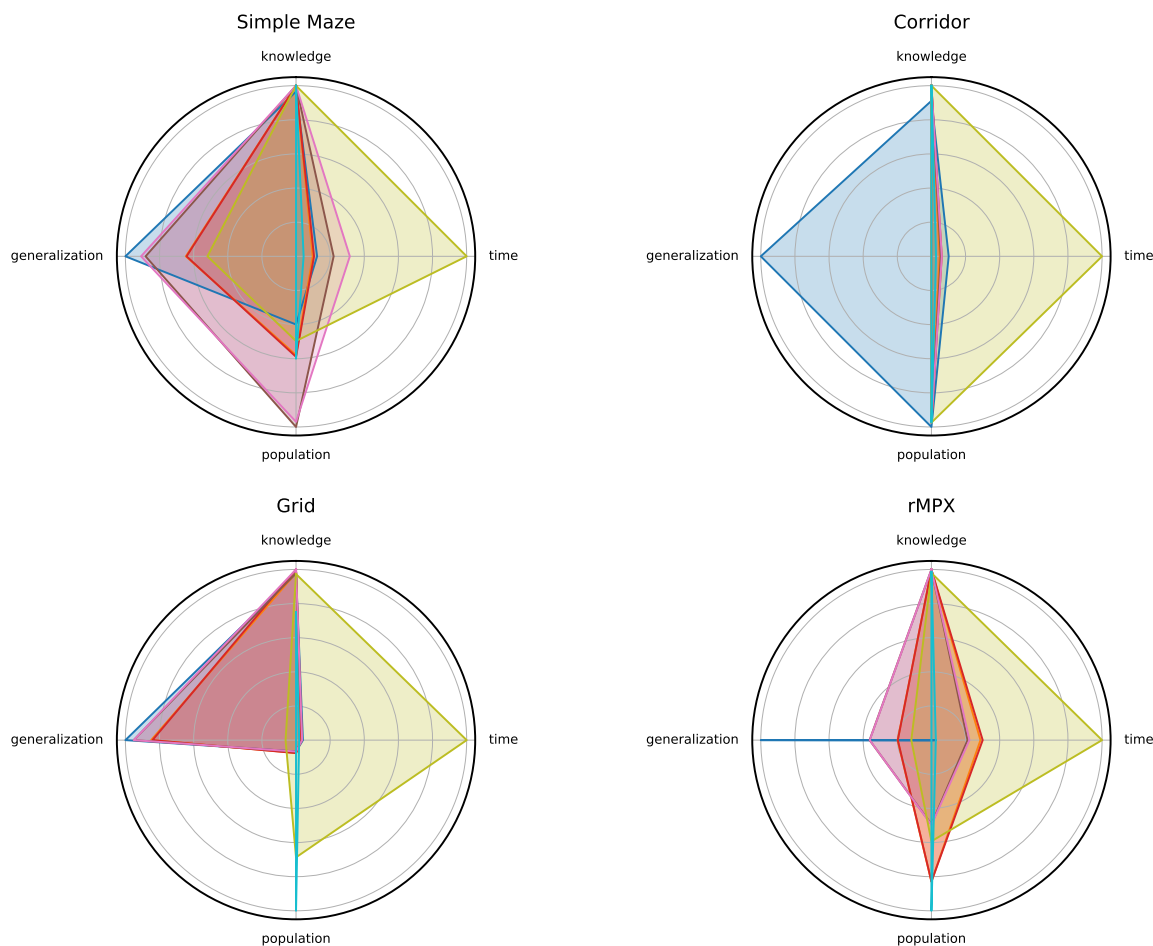 Simple Maze
knowledge
generalization
time
population
Corridor
knowledge
generalization
time
population
Grid
knowledge
generalization
time
population
rMPX
knowledge
generalization
time
population